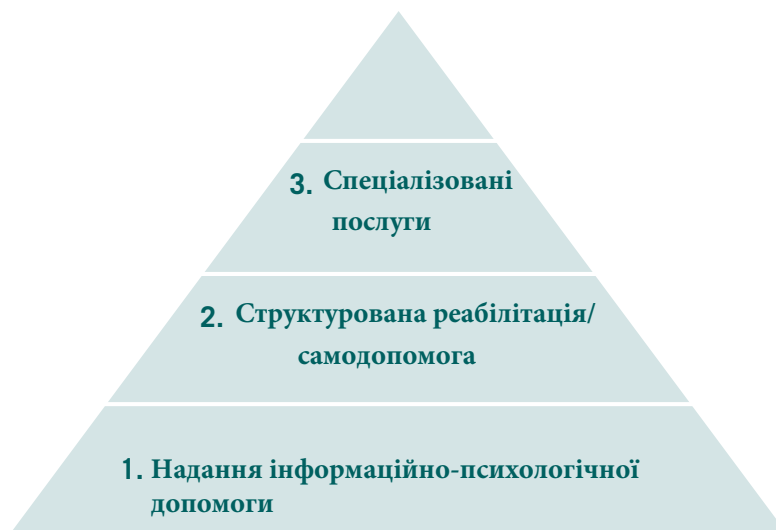 3. Спеціалізовані
послуги
2. Структурована реабілітація/
самодопомога
1. Надання інформаційно-психологічної
допомоги